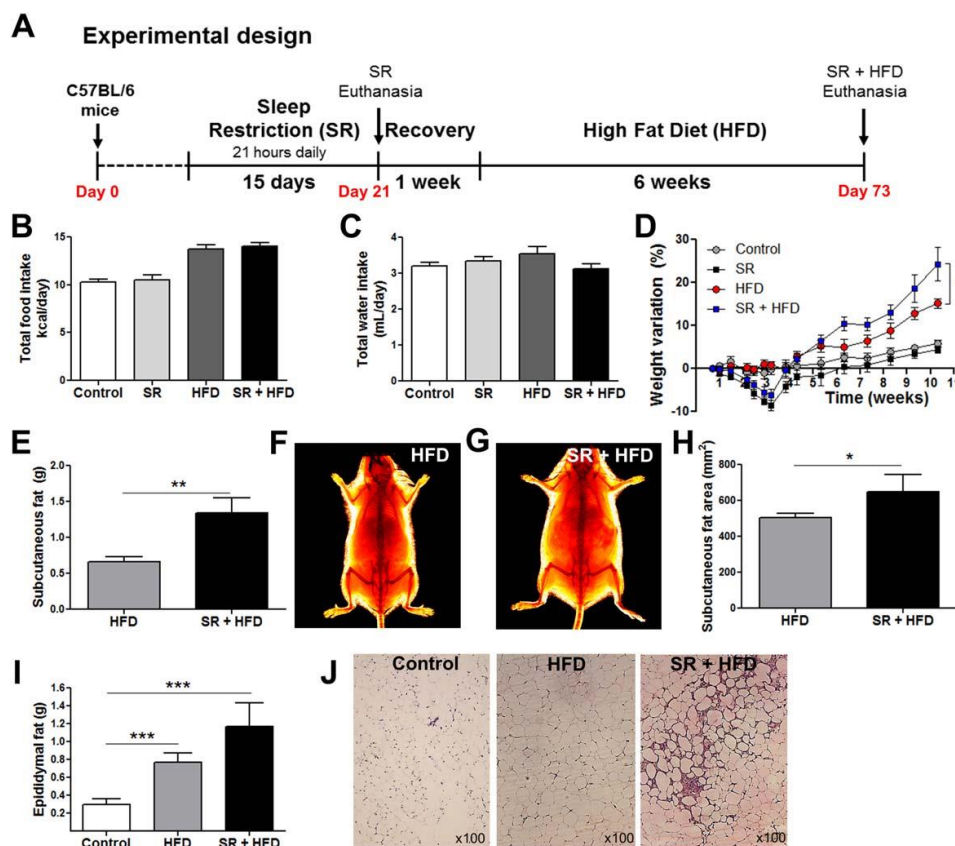 A
Experimental design
C57BL/6
mice
Sleep
Restriction (SR)
21 hours daily
15 days
SR
Euthanasia
Recovery
1 week
High Fat Diet (HFD)
6 weeks
SR + HFD
Euthanasia
Day 0
Day 21
Day 73
B
Total food intake
kcal/day
15
10
5
0
Control
SR
HFD
SR + HFD
C
Total water intake
(mL/day)
4
3
2
1
0
Control
SR
HFD
SR + HFD
D
Weight variation (%)
30
20
10
0
-10
Control
SR
HFD
SR + HFD
1 2 3 4 5 6 7 8 9 10 11
Time (weeks)
E
Subcutaneous fat (g)
2.0
1.5
1.0
0.5
0.0
**
HFD
SR + HFD
F
HFD
G
SR + HFD
H
Subcutaneous fat area (mm²)
800
600
400
200
0
*
HFD
SR + HFD
I
Epididymal fat (g)
1.6
1.4
1.2
1.0
0.8
0.6
0.4
0.2
***
***
Control
HFD
SR + HFD
J
Control
x100
HFD
x100
SR + HFD
x100